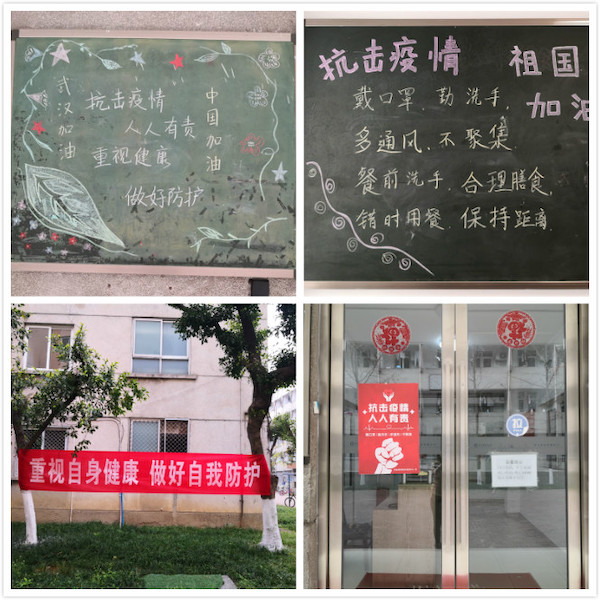 武汉加油
抗击疫情
人人有责
重视健康
做好防护
中国加油
抗击疫情
祖国
加油
戴口罩、勤洗手,
多通风、不聚集
餐前洗手、合理膳食
错时用餐、保持距离
重视自身健康 做好自我防护
抗击疫情
人人有责